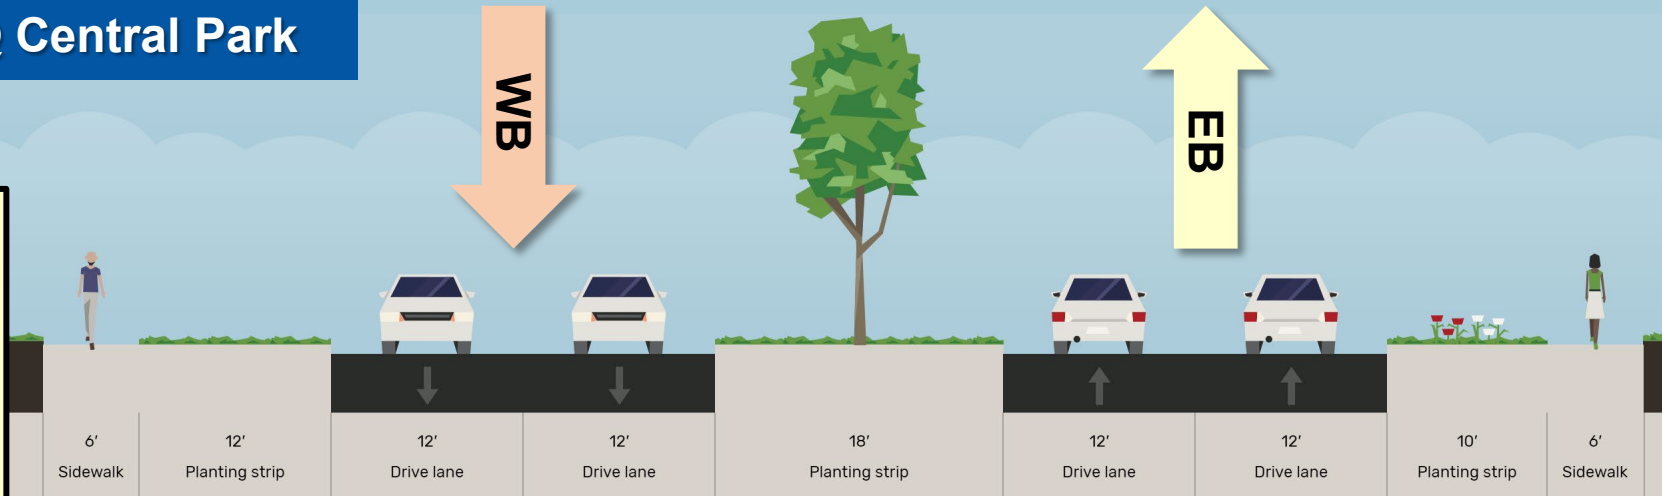 Central Park
WB
EB
6′
Sidewalk
12′
Planting strip
12′
Drive lane
12′
Drive lane
18′
Planting strip
12′
Drive lane
12′
Drive lane
10′
Planting strip
6′
Sidewalk